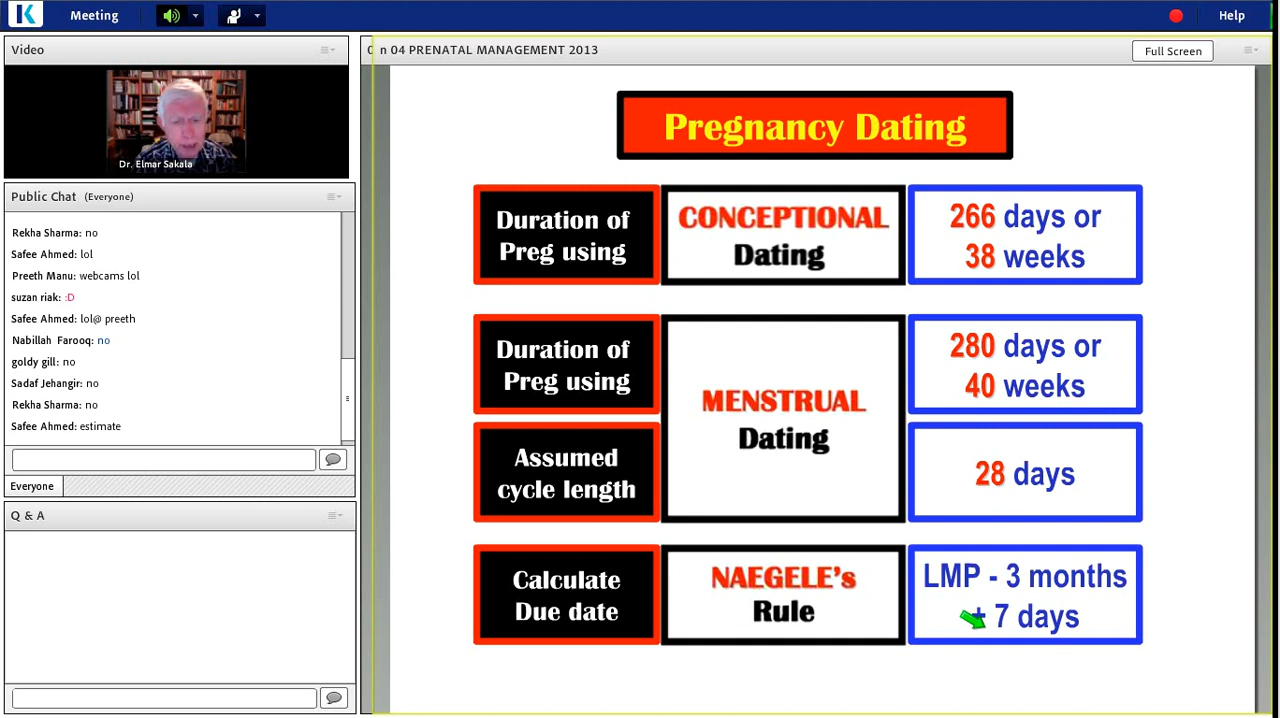 K
Meeting
Help
Video
Dr. Elmar Sakala
Public Chat (Everyone)
Rekha Sharma: no
Safee Ahmed: lol
Preeth Manu: webcams lol
suzan riak: :D
Safee Ahmed: lol@ preeth
Nabillah Farooq: no
goldy gill: no
Sadaf Jehangir: no
Rekha Sharma: no
Safee Ahmed: estimate
Everyone
Q & A
n 04 PRENATAL MANAGEMENT 2013
Full Screen
Pregnancy Dating
Duration of
Preg using
CONCEPTIONAL
Dating
266 days or
38 weeks
Duration of
Preg using
MENSTRUAL
Dating
280 days or
40 weeks
Assumed
cycle length
28 days
Calculate
Due date
NAEGELE's
Rule
LMP - 3 months
+ 7 days